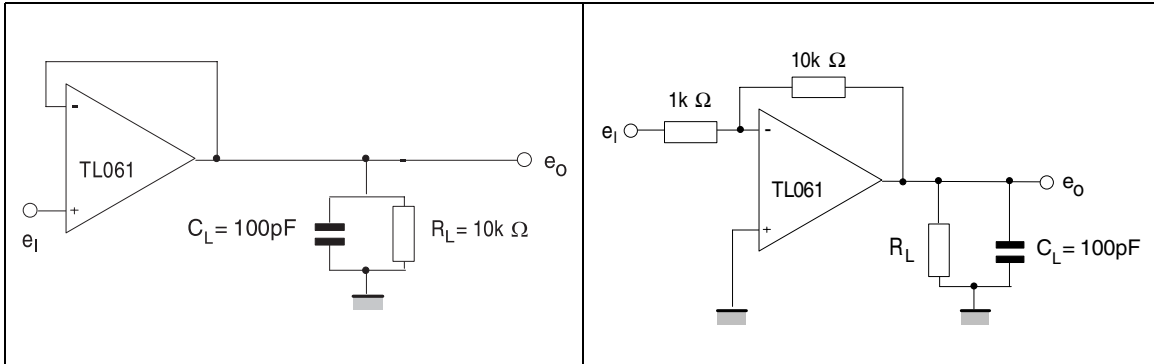 -
TL061
+
e_I
C_L = 100pF
R_L = 10k Ω
e_o
10k Ω
1k Ω
e_I
-
TL061
+
e_o
R_L
C_L = 100pF